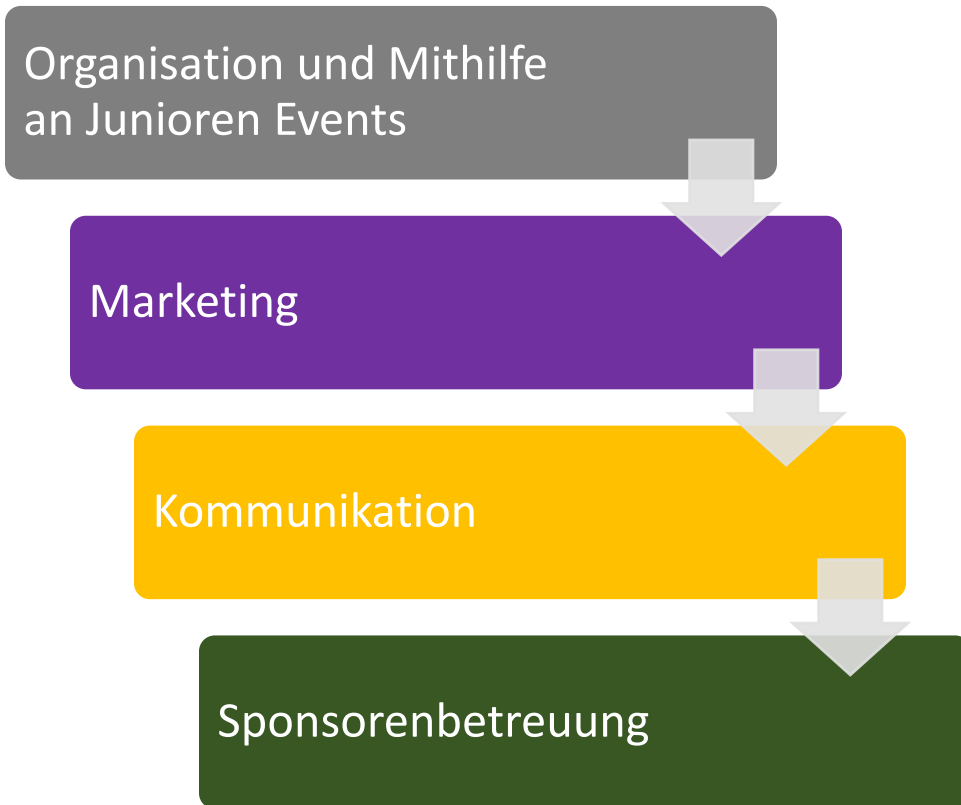 Organisation und Mithilfe
an Junioren Events
Marketing
Kommunikation
Sponsorenbetreuung